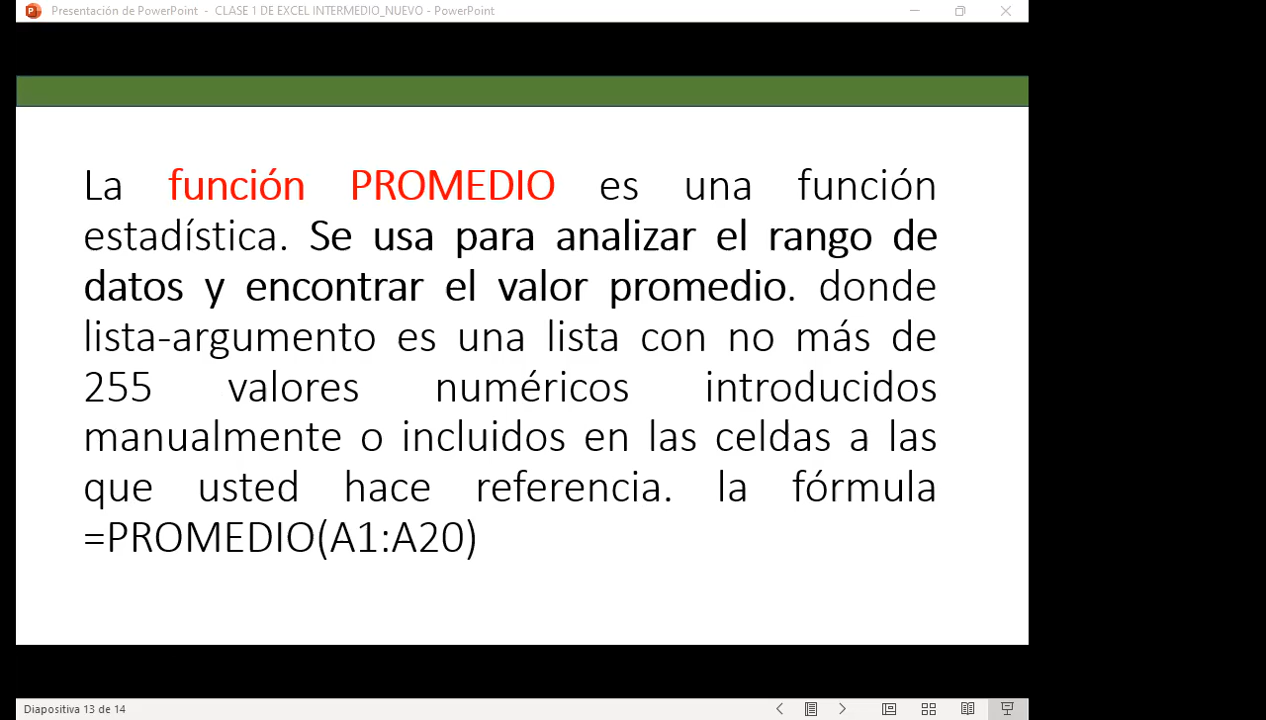 Presentación de PowerPoint - CLASE 1 DE EXCEL INTERMEDIO_NUEVO - PowerPoint
La función PROMEDIO es una función
estadística. Se usa para analizar el rango de
datos y encontrar el valor promedio. donde
lista-argumento es una lista con no más de
255 valores numéricos introducidos
manualmente o incluidos en las celdas a las
que usted hace referencia. la fórmula
=PROMEDIO(A1:A20)
Diapositiva 13 de 14